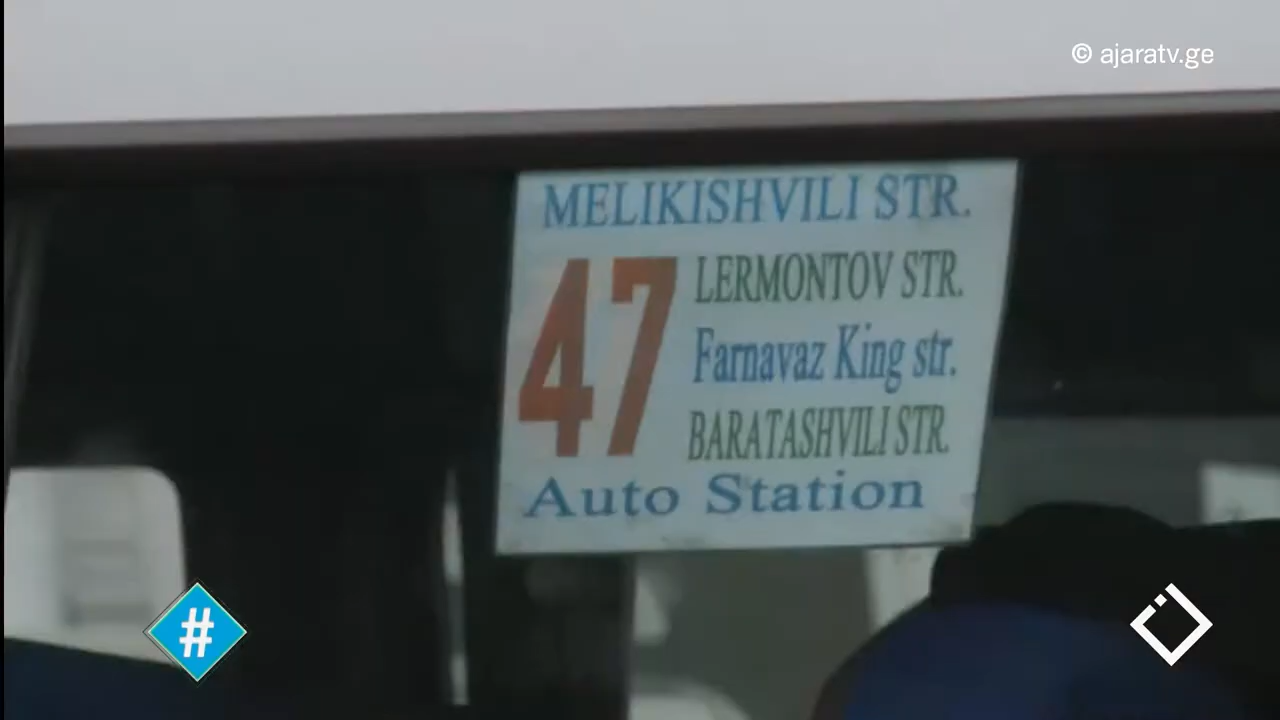 © ajaratv.ge
MELIKISHVILI STR.
47
LERMONTOV STR.
Farnavaz King str.
BARATASHVILI STR.
Auto Station
#